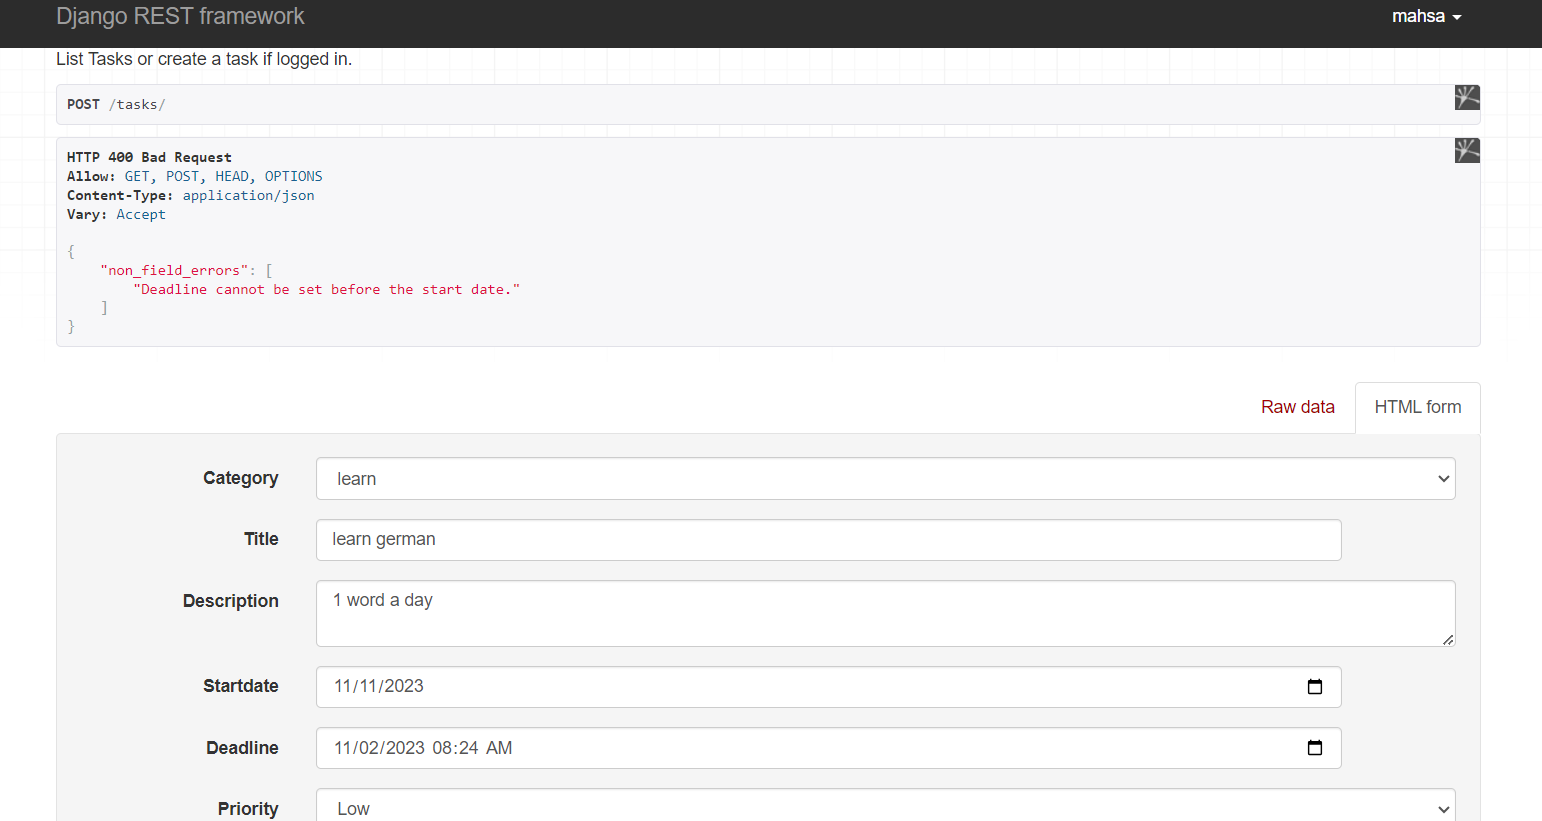 Django REST framework
mahsa
List Tasks or create a task if logged in.
POST /tasks/
HTTP 400 Bad Request
Allow: GET, POST, HEAD, OPTIONS
Content-Type: application/json
Vary: Accept
{
"non_field_errors": [
"Deadline cannot be set before the start date."
]
}
Raw data
HTML form
Category
learn
Title
learn german
Description
1 word a day
Startdate
11/11/2023
Deadline
11/02/2023 08:24 AM
Priority
Low